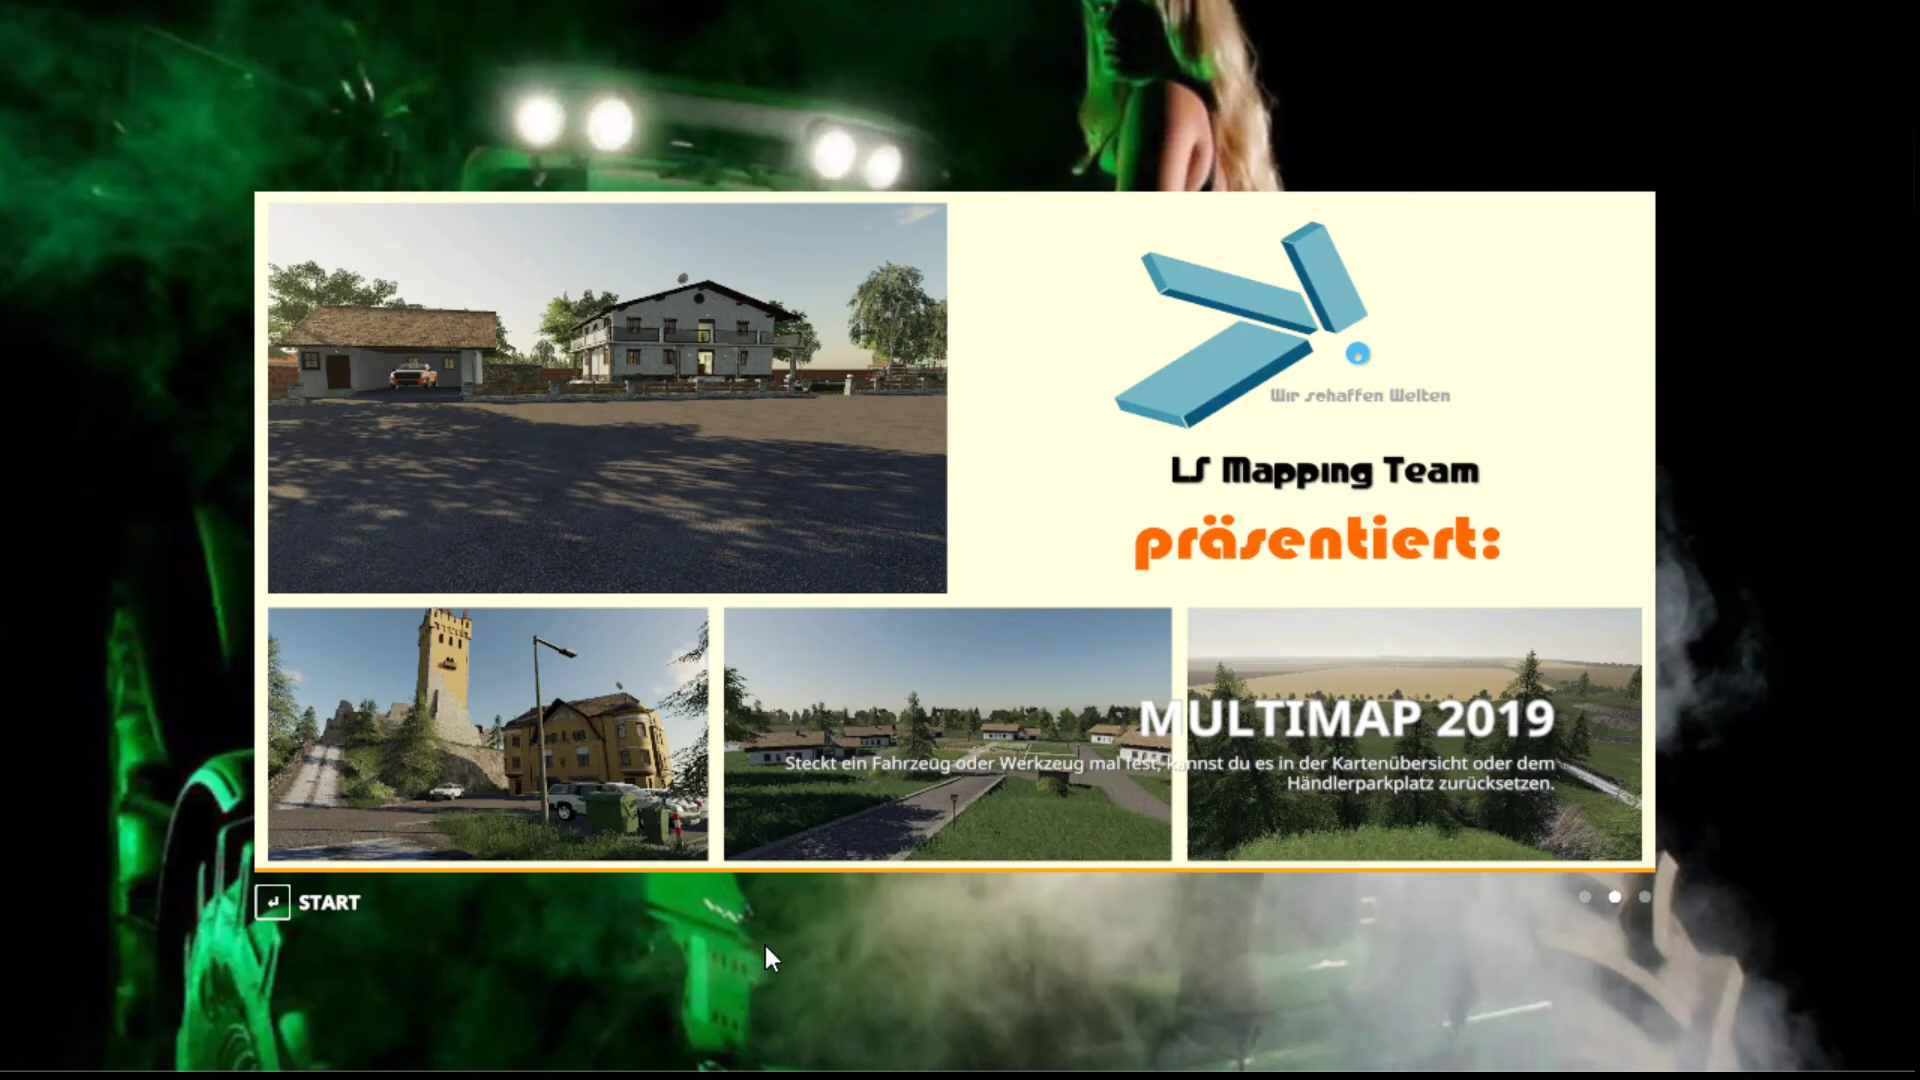 Wir schaffen Welten
LS Mapping Team
präsentiert:
MULTIMAP 2019
Steckt ein Fahrzeug oder Werkzeug mal fest, kannst du es in der Kartenübersicht oder dem
Händlerparkplatz zurücksetzen.
START